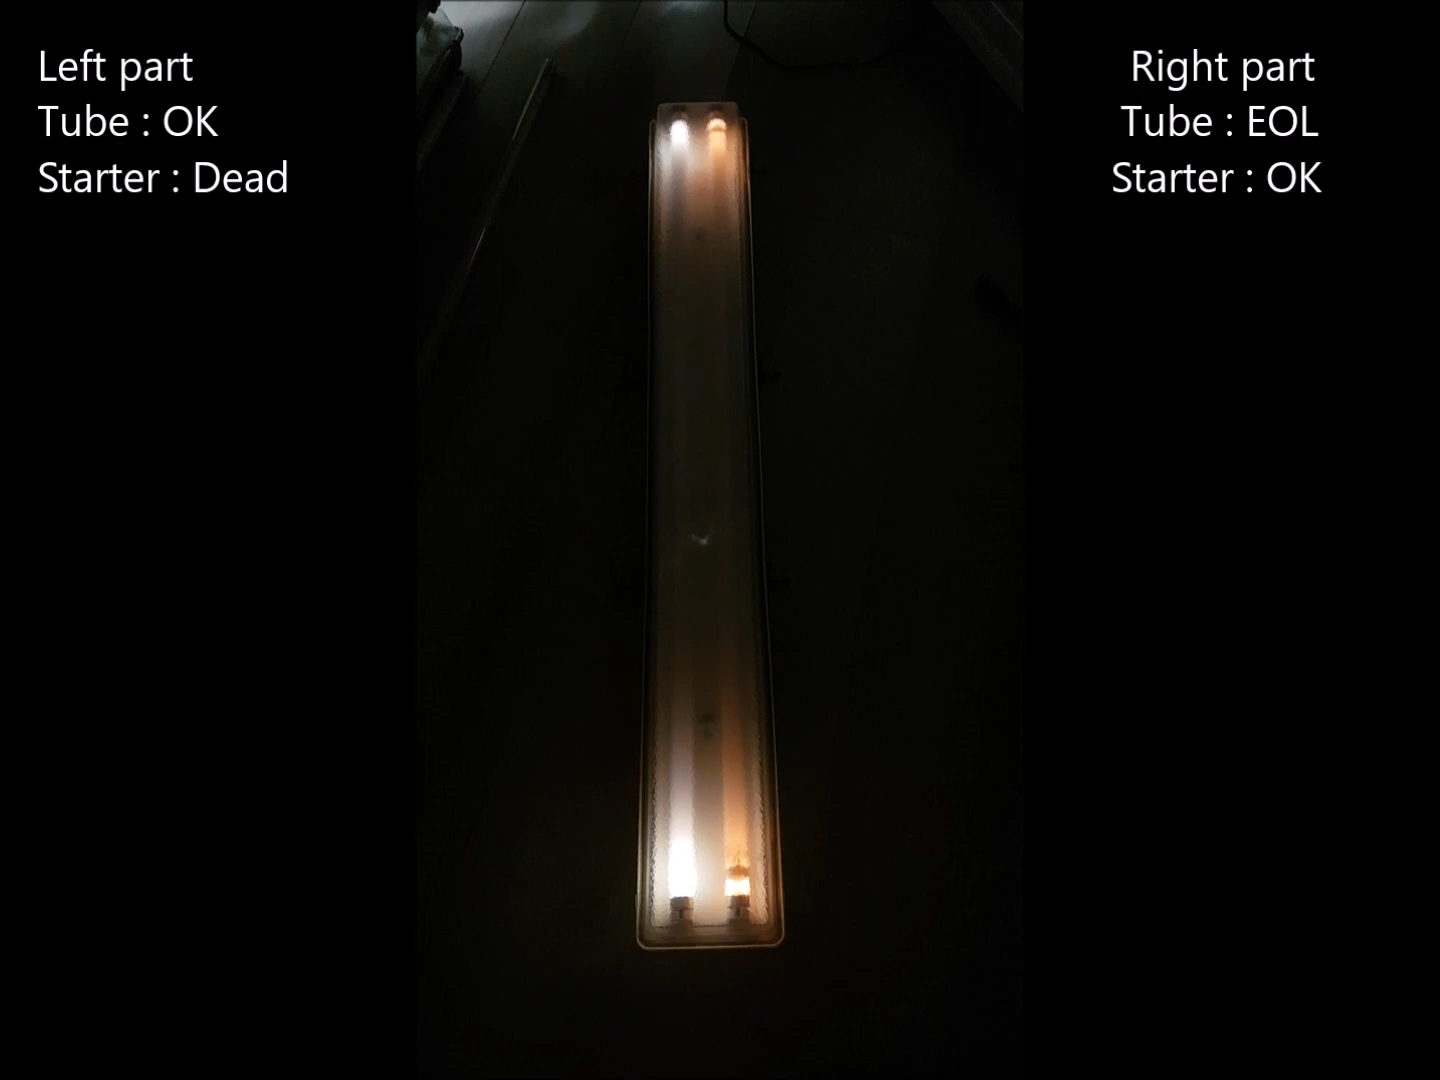 Left part
Tube : OK
Starter : Dead
Right part
Tube : EOL
Starter : OK